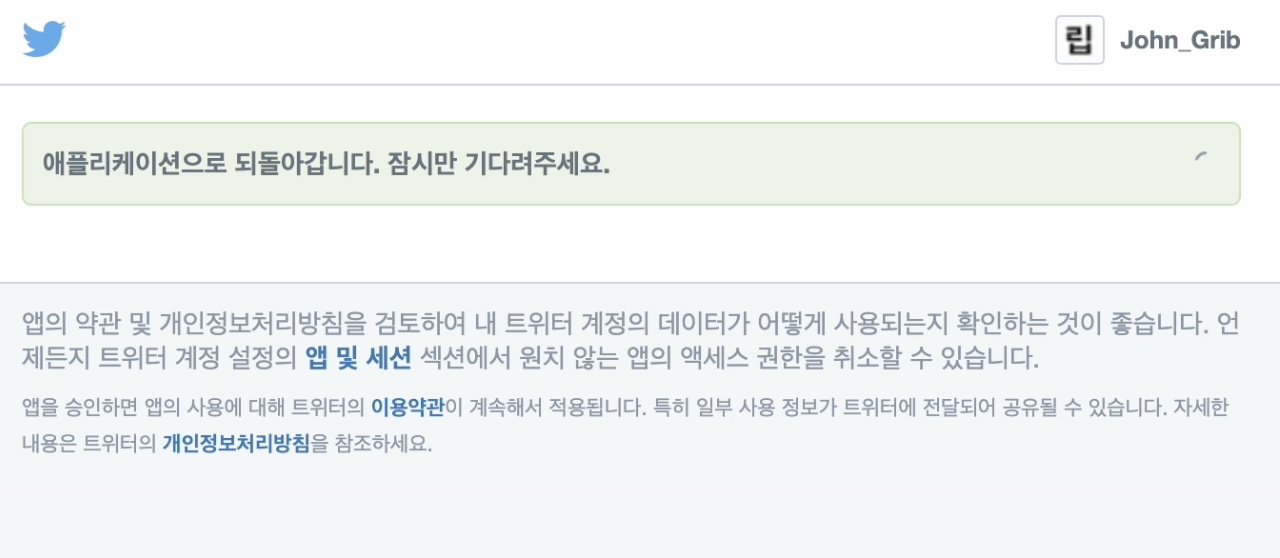 립 John_Grib
애플리케이션으로 되돌아갑니다. 잠시만 기다려주세요.
앱의 약관 및 개인정보처리방침을 검토하여 내 트위터 계정의 데이터가 어떻게 사용되는지 확인하는 것이 좋습니다. 언
제든지 트위터 계정 설정의 앱 및 세션 섹션에서 원치 않는 앱의 액세스 권한을 취소할 수 있습니다.
앱을 승인하면 앱의 사용에 대해 트위터의 이용약관이 계속해서 적용됩니다. 특히 일부 사용 정보가 트위터에 전달되어 공유될 수 있습니다. 자세한
내용은 트위터의 개인정보처리방침을 참조하세요.